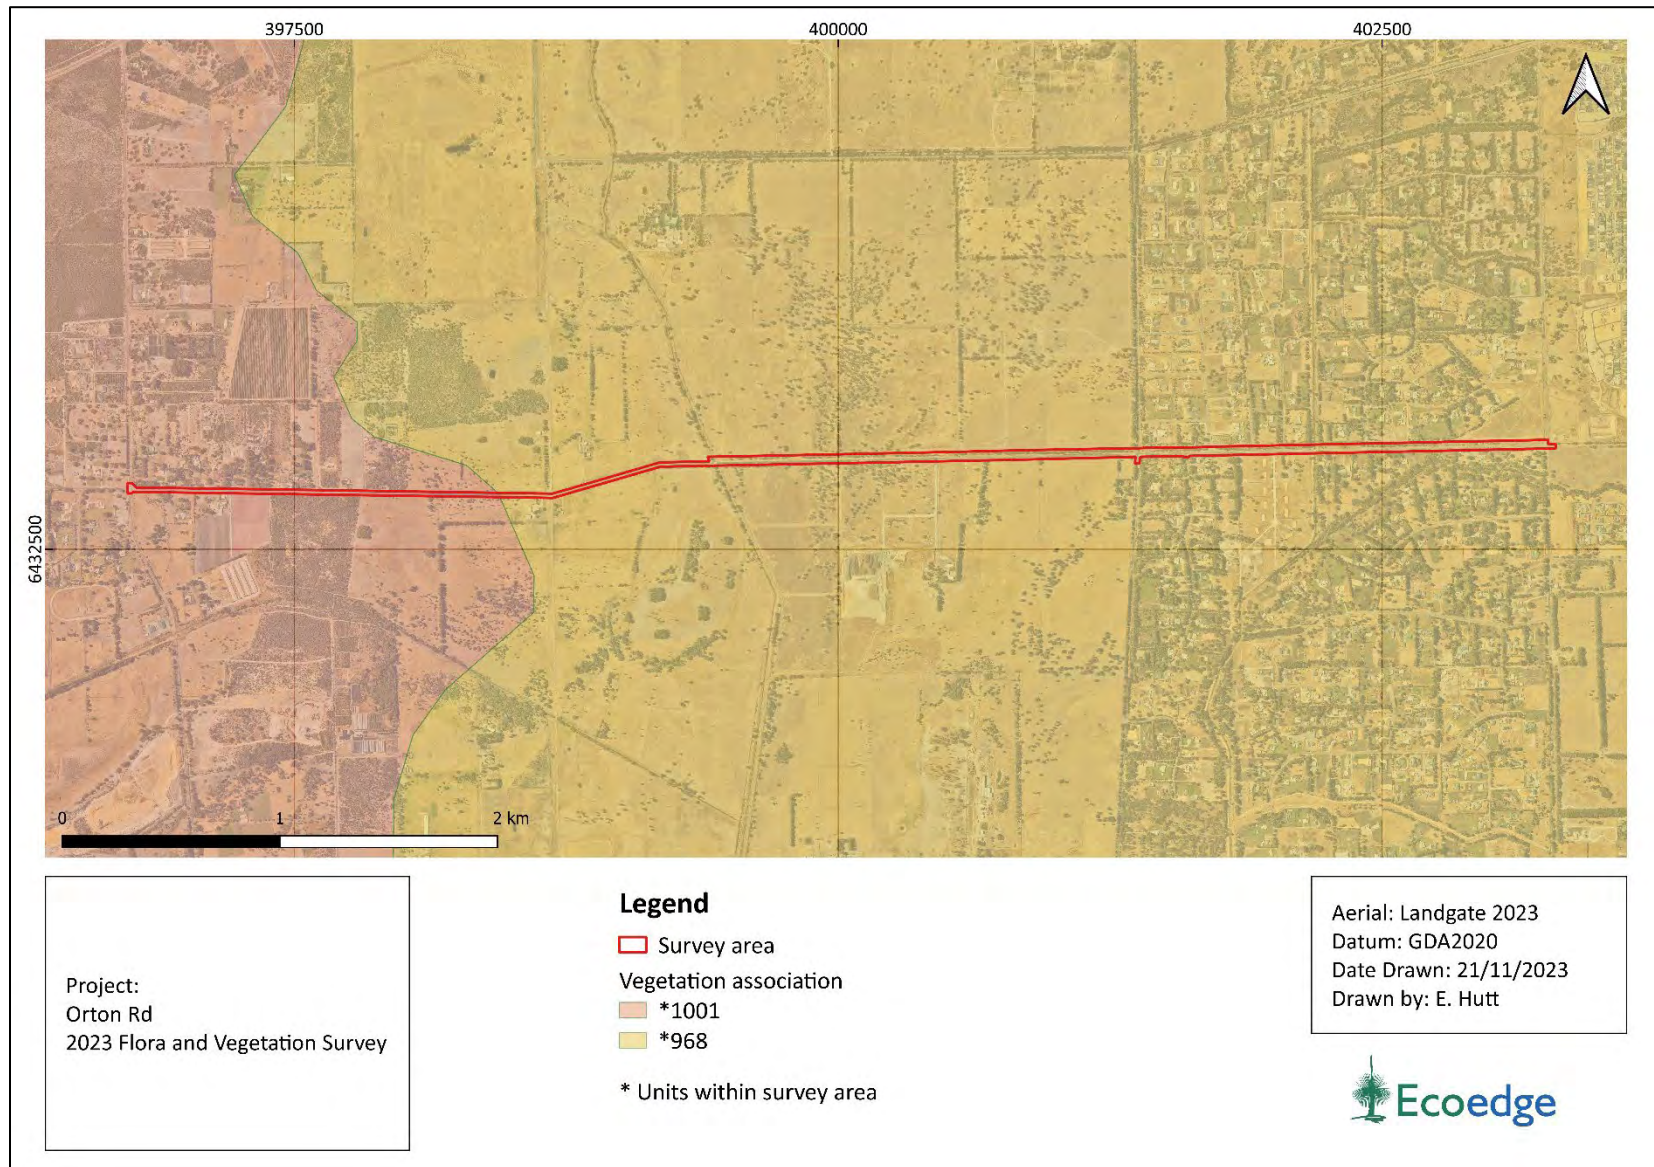 397500
400000
402500
6432500
0
1
2 km
Project:
Orton Rd
2023 Flora and Vegetation Survey
Legend
Survey area
Vegetation association
*1001
*968
* Units within survey area
Aerial: Landgate 2023
Datum: GDA2020
Date Drawn: 21/11/2023
Drawn by: E. Hutt
Ecoedge